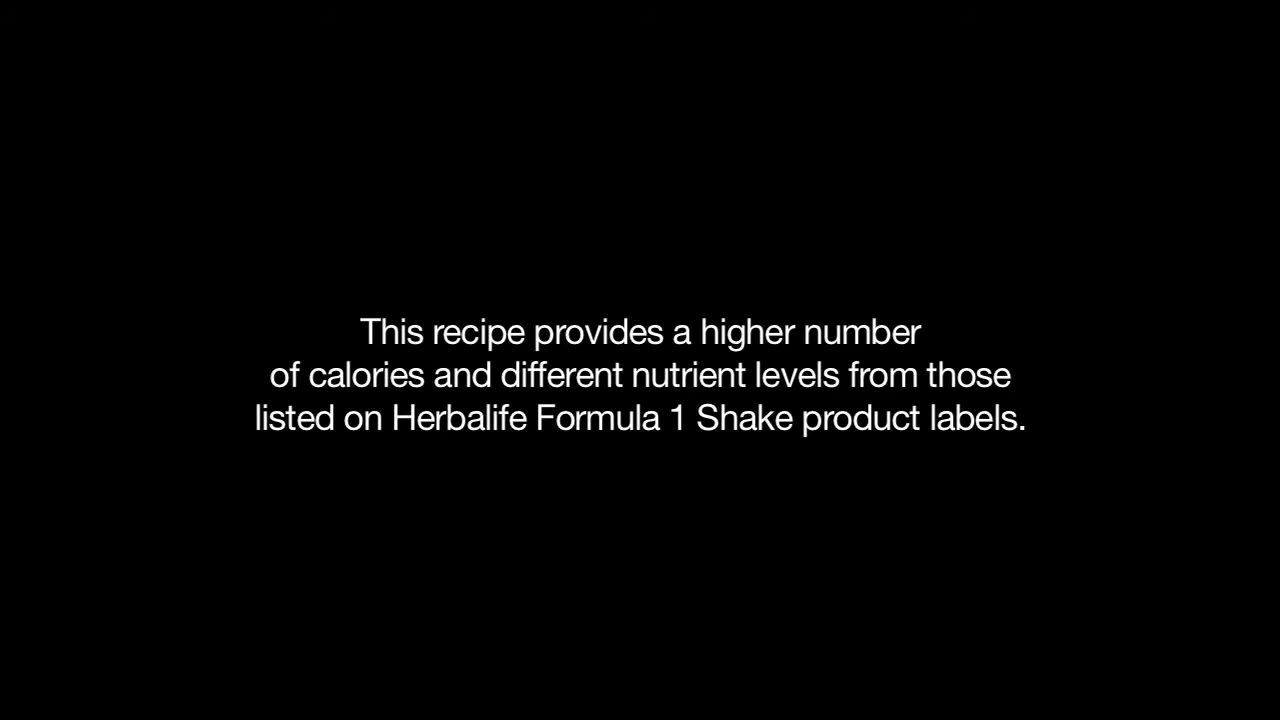 This recipe provides a higher number
of calories and different nutrient levels from those
listed on Herbalife Formula 1 Shake product labels.